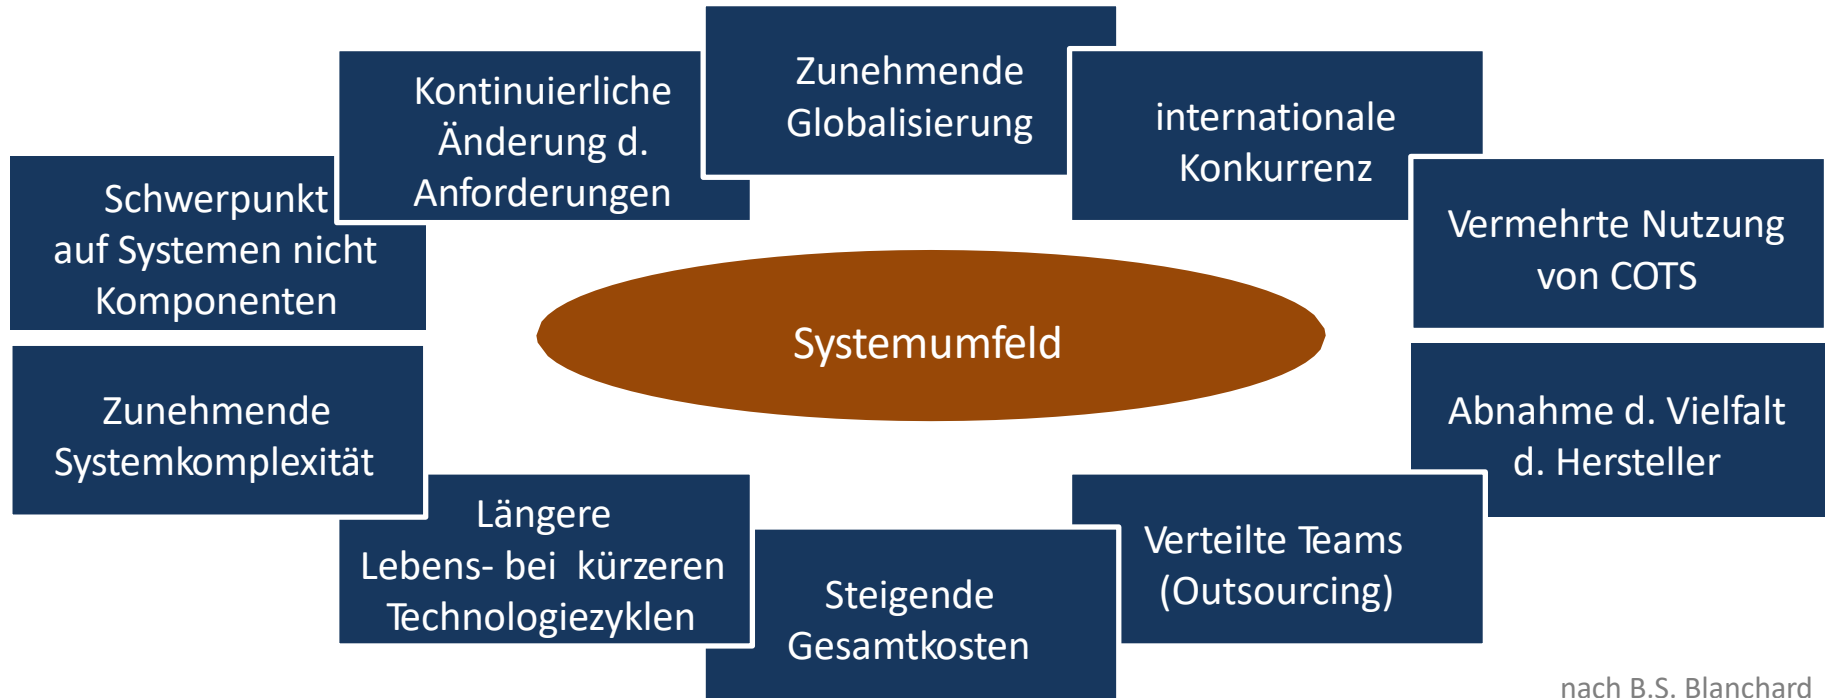 Zunehmende
Globalisierung
Kontinuierliche
Änderung d.
Anforderungen
internationale
Konkurrenz
Schwerpunkt
auf Systemen nicht
Komponenten
Vermehrte Nutzung
von COTS
Systemumfeld
Zunehmende
Systemkomplexität
Abnahme d. Vielfalt
d. Hersteller
Längere
Lebens- bei kürzeren
Technologiezyklen
Verteilte Teams
(Outsourcing)
Steigende
Gesamtkosten
nach B.S. Blanchard